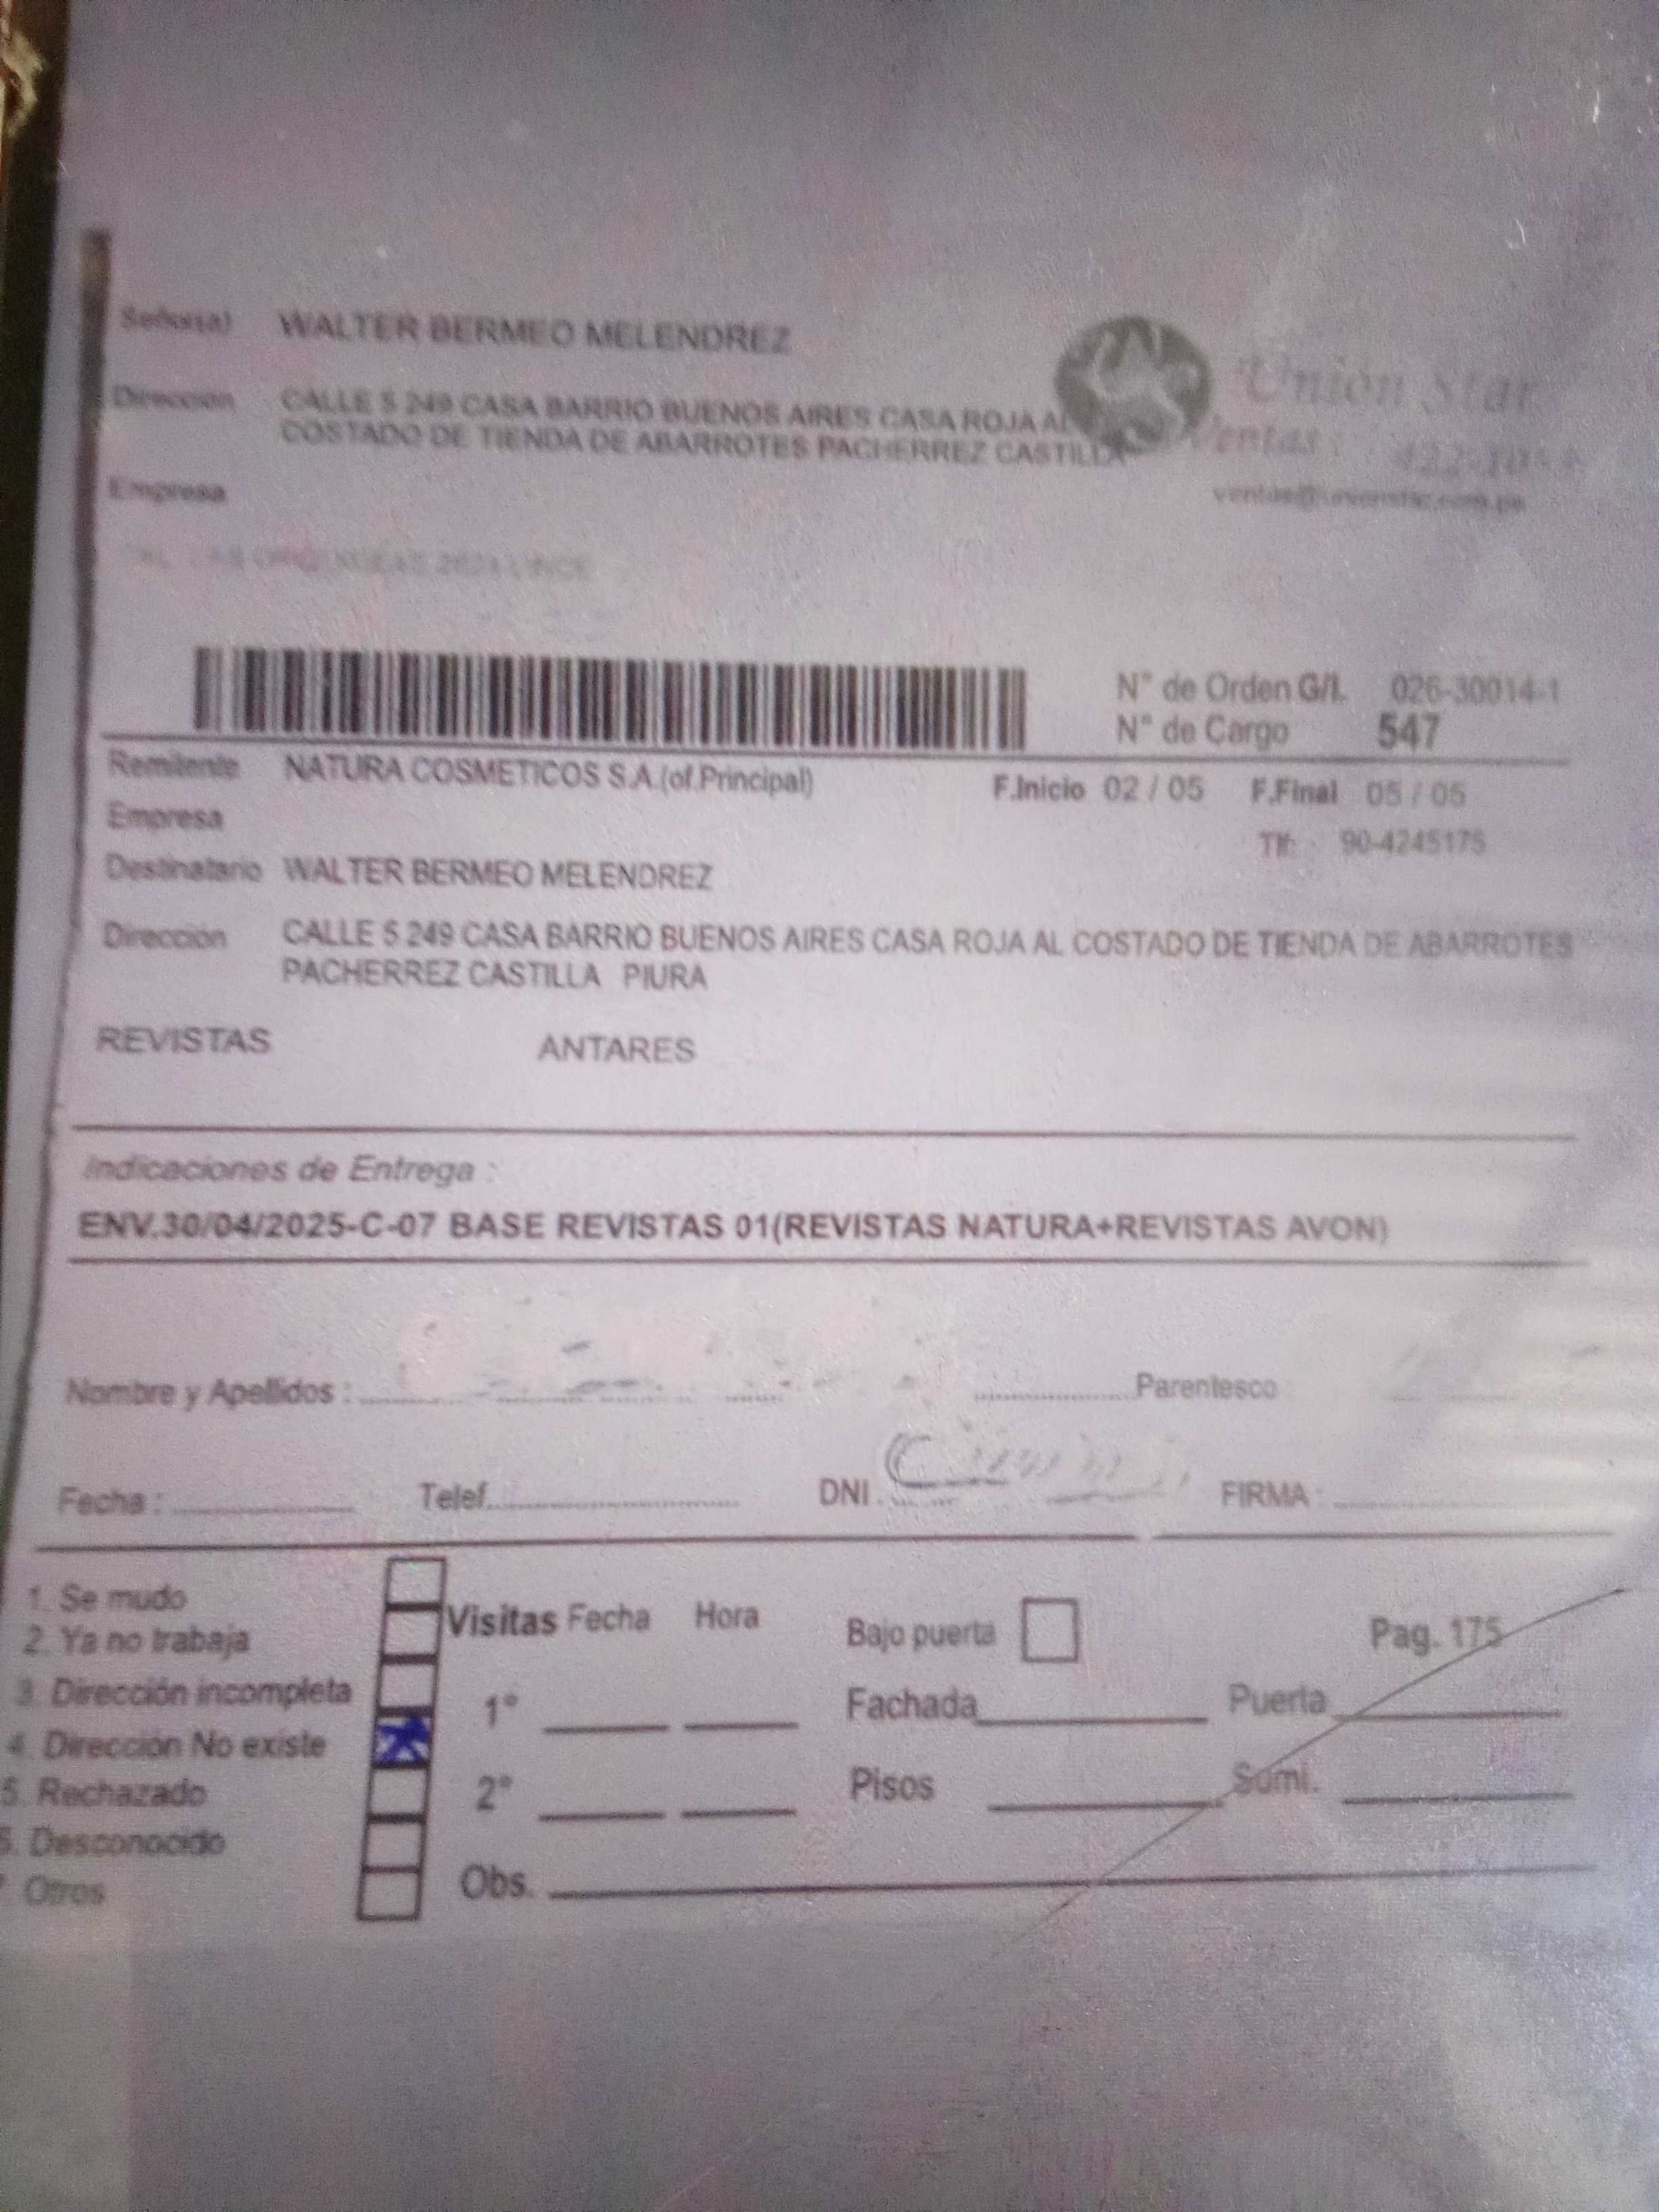 Señor(a) WALTER BERMEO MELENDREZ
Unión Star
Dirección CALLE 5 249 CASA BARRIO BUENOS AIRES CASA ROJA AL
COSTADO DE TIENDA DE ABARROTES PACHERREZ CASTILLA
Ventas:
ventas@unionstar.com.pe
Empresa
N° de Orden G/L 026-30014-1
N° de Cargo 547
Remitente NATURA COSMETICOS S.A.(of.Principal) F.Inicio 02 / 05 F.Final 05 / 05
Empresa
Tlf: 90-4245175
Destinatario WALTER BERMEO MELENDREZ
Dirección CALLE 5 249 CASA BARRIO BUENOS AIRES CASA ROJA AL COSTADO DE TIENDA DE ABARROTES
PACHERREZ CASTILLA PIURA
REVISTAS ANTARES
Indicaciones de Entrega :
ENV.30/04/2025-C-07 BASE REVISTAS 01(REVISTAS NATURA+REVISTAS AVON)
Nombre y Apellidos : Parentesco
Fecha : Telef. DNI FIRMA
1. Se mudo
2. Ya no trabaja
3. Dirección incompleta
4. Dirección No existe
5. Rechazado
6. Desconocido
Otros
Visitas Fecha Hora Bajo puerta Pag. 175
1° Fachada Puerta
2° Pisos Sumi.
Obs.